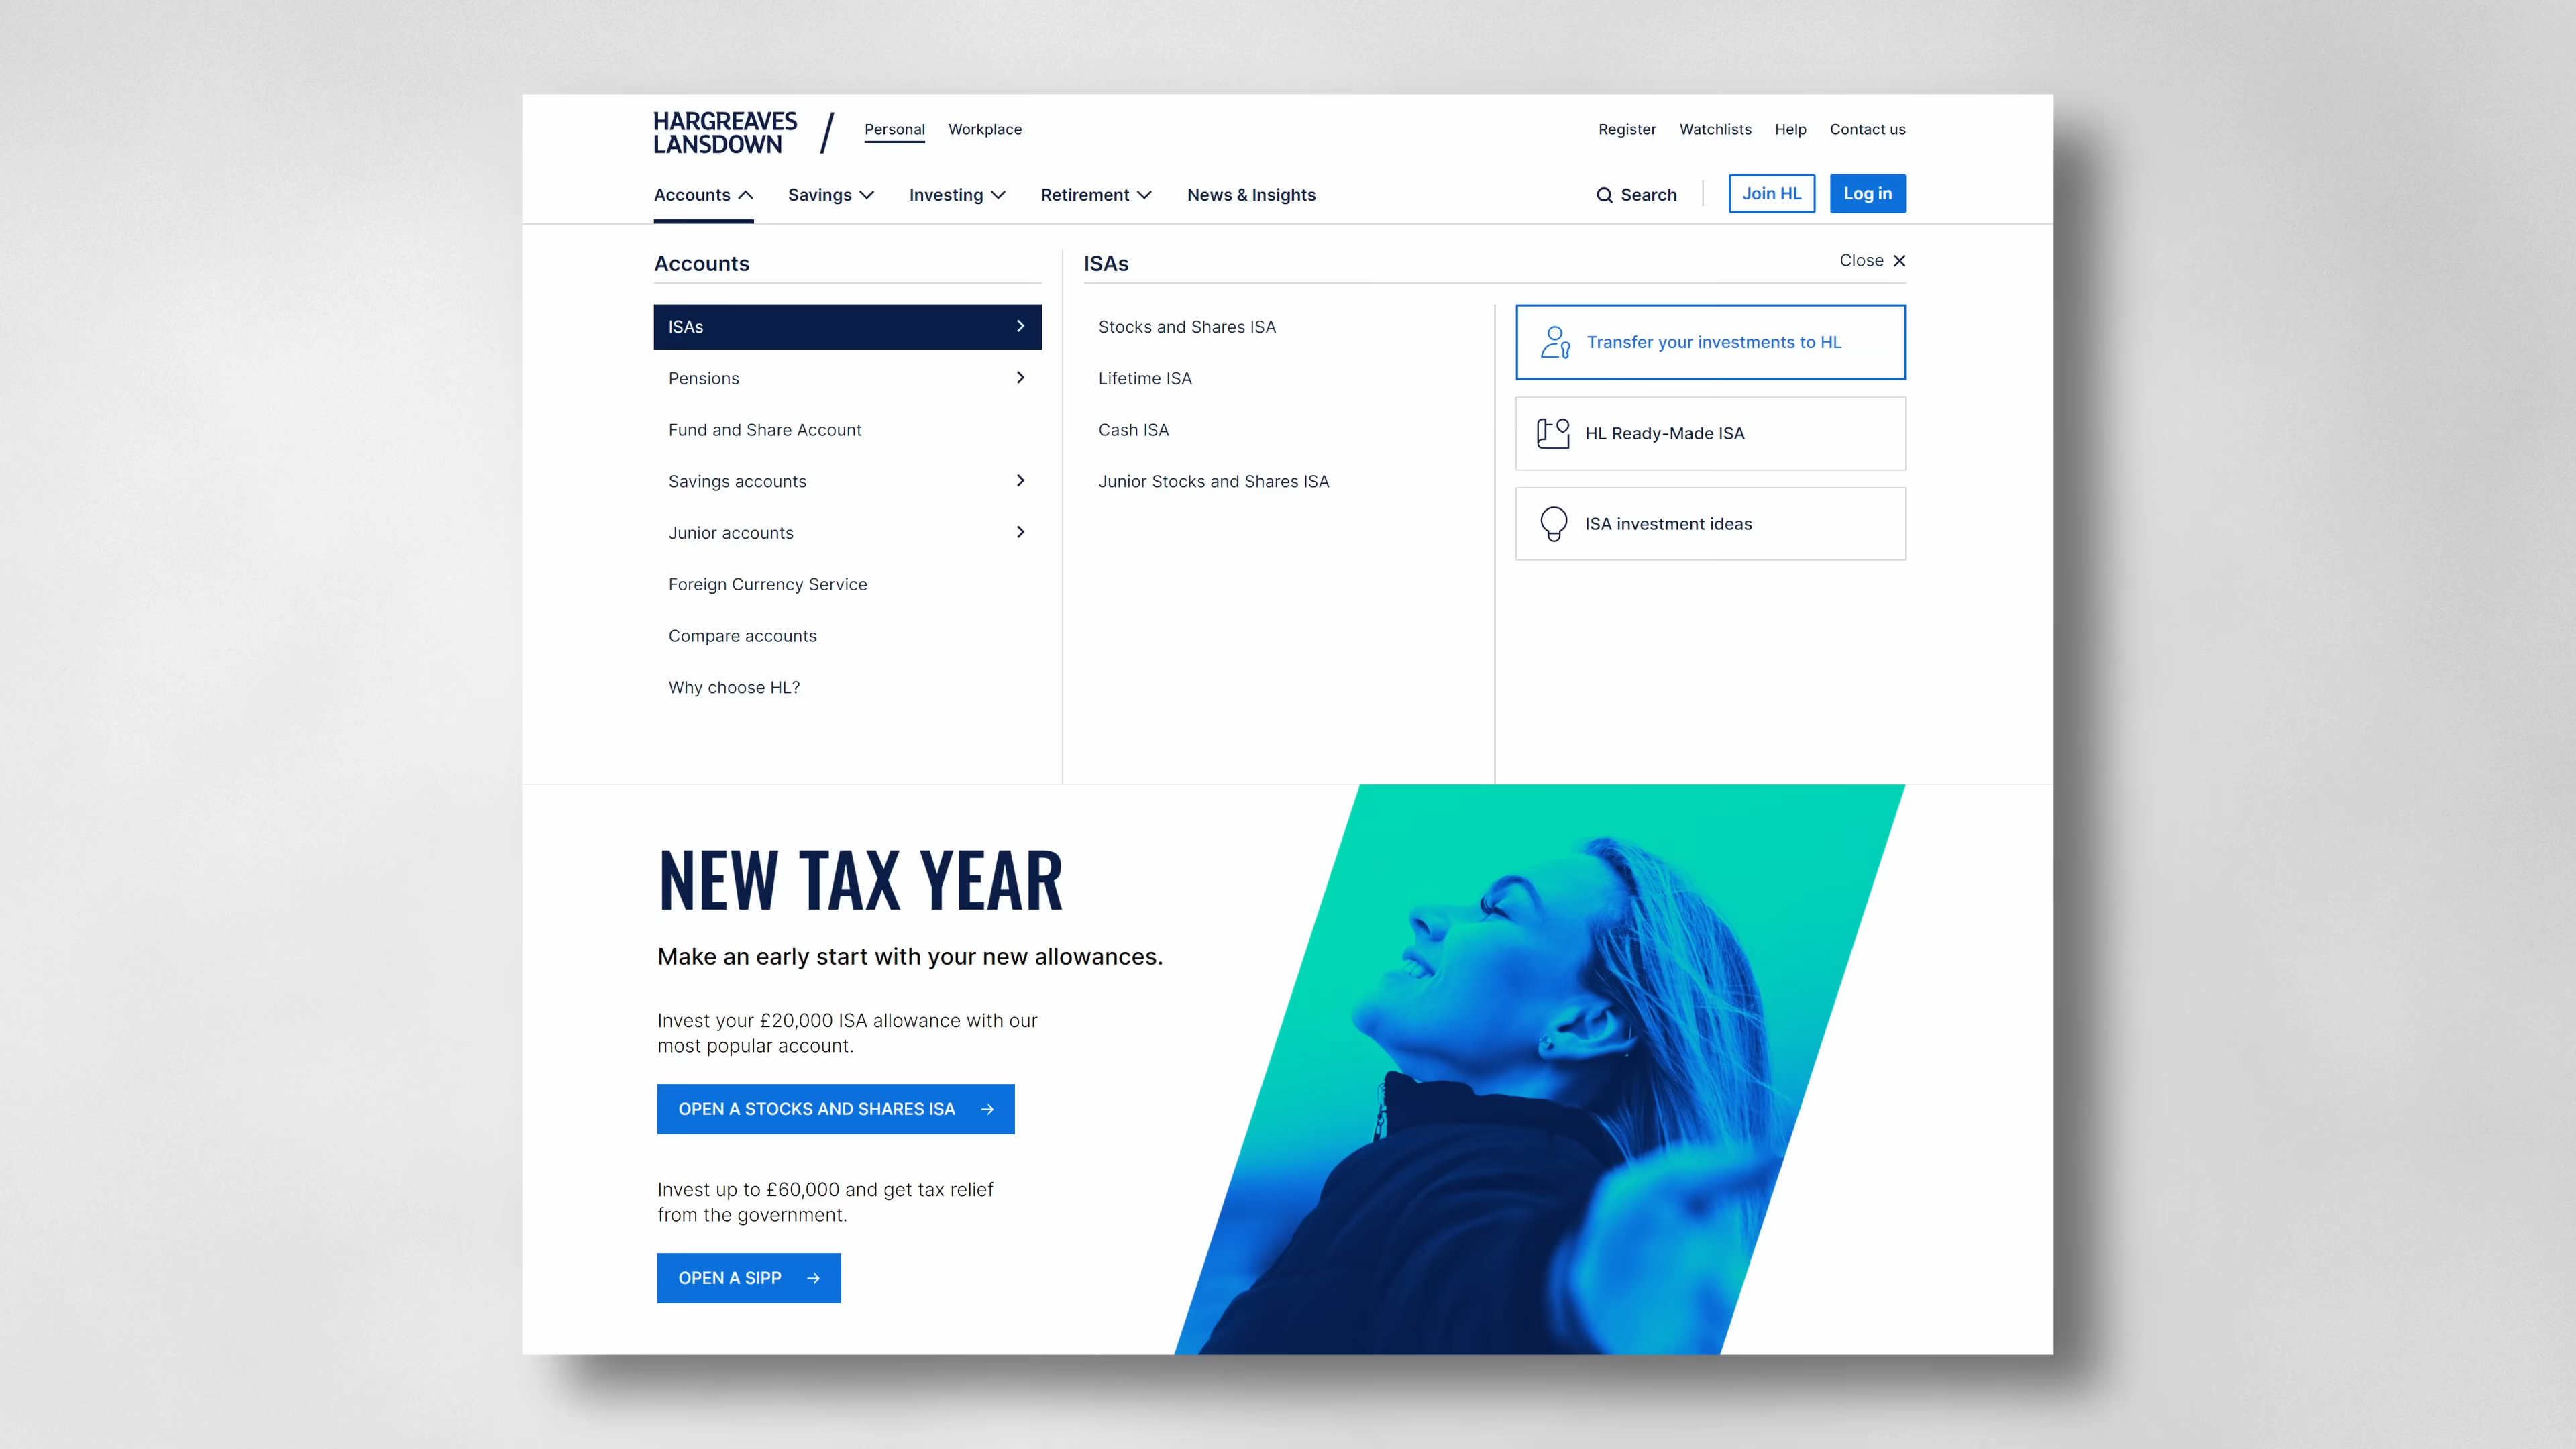 HARGREAVES
LANSDOWN
Personal
Workplace
Register
Watchlists
Help
Contact us
Accounts
Savings
Investing
Retirement
News & Insights
Search
Join HL
Log in
Accounts
ISAs
Pensions
Fund and Share Account
Savings accounts
Junior accounts
Foreign Currency Service
Compare accounts
Why choose HL?
ISAs
Close
Stocks and Shares ISA
Lifetime ISA
Cash ISA
Junior Stocks and Shares ISA
Transfer your investments to HL
HL Ready-Made ISA
ISA investment ideas
NEW TAX YEAR
Make an early start with your new allowances.
Invest your £20,000 ISA allowance with our
most popular account.
OPEN A STOCKS AND SHARES ISA
Invest up to £60,000 and get tax relief
from the government.
OPEN A SIPP